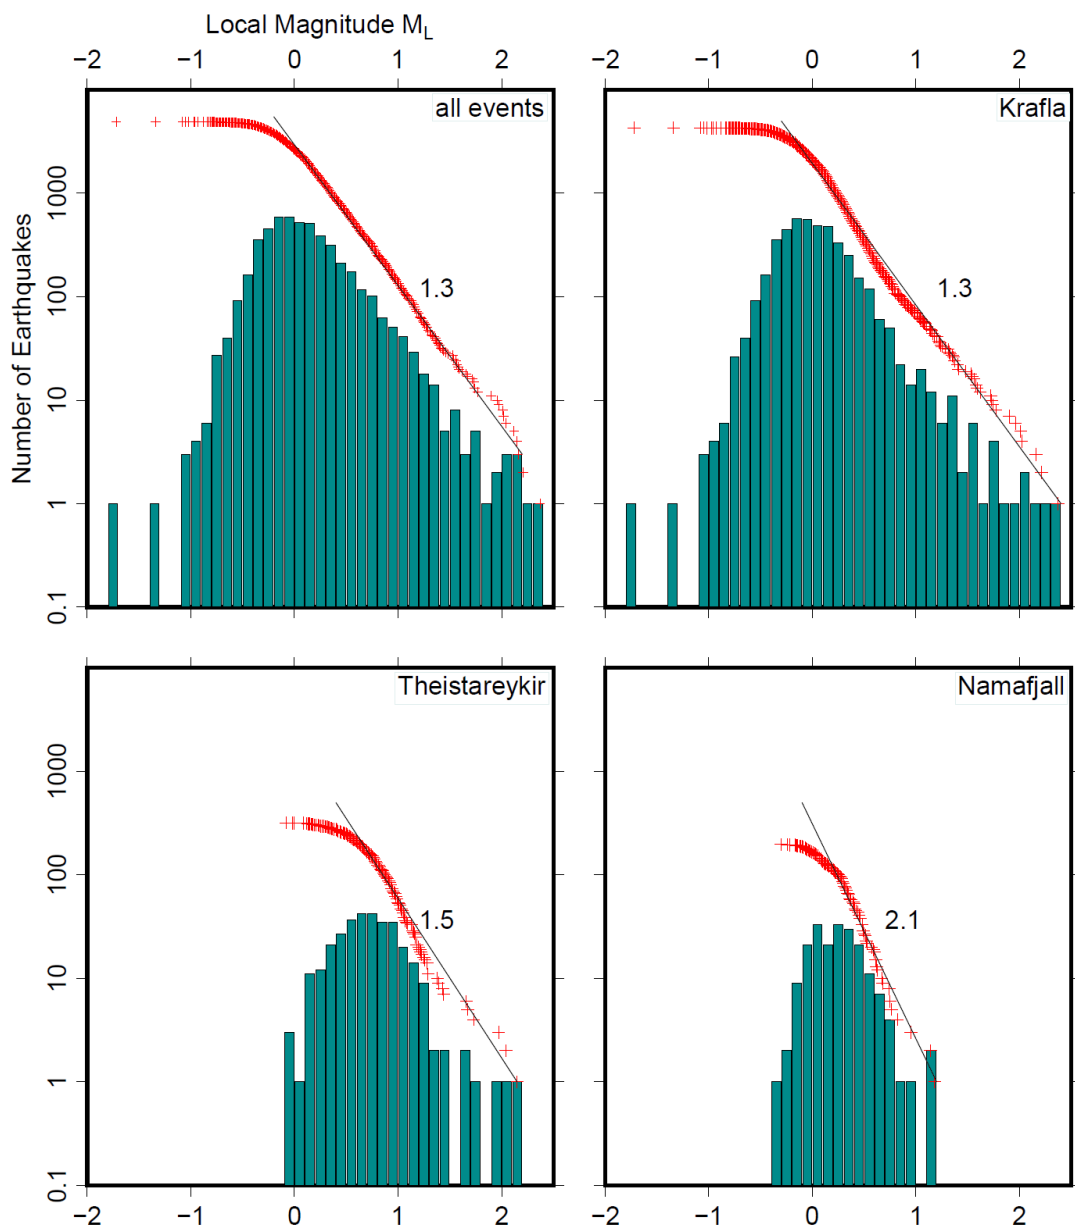 Local Magnitude M_L
−2 −1 0 1 2 −2 −1 0 1 2
all events Krafla
Number of Earthquakes
1000
100
10
1
0.1
1.3 1.3
Theistareykir Namafjall
1000
100
10
1
0.1
1.5 2.1
−2 −1 0 1 2 −2 −1 0 1 2